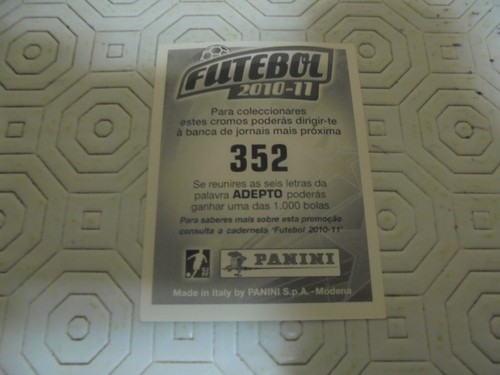 FUTEBOL
2010-11
Para coleccionares
estes cromos poderás dirigir-te
à banca de jornais mais próxima
352
Se reunires as seis letras da
palavra ADEPTO poderás
ganhar uma das 1.000 bolas
Para saberes mais sobre esta promoção
consulta a caderneta 'Futebol 2010-11'
PANINI
Made in Italy by PANINI S.p.A. - Modena